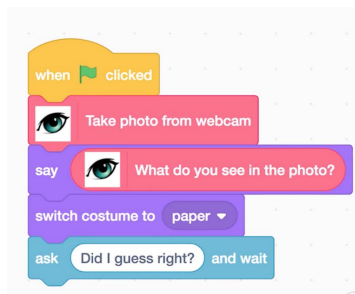 when clicked
Take photo from webcam
say What do you see in the photo?
switch costume to paper
ask Did I guess right? and wait